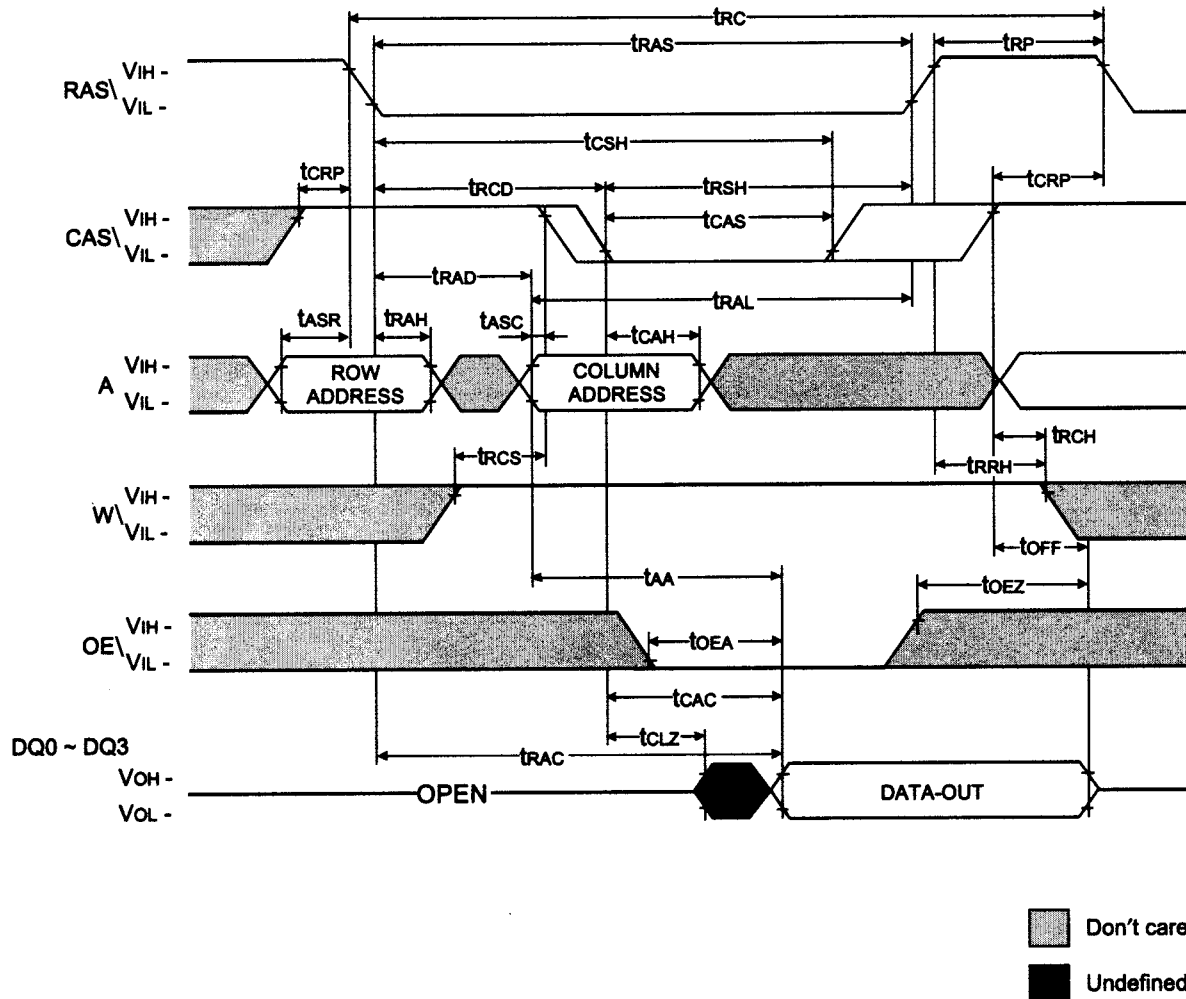 tRC
tRAS
tRP
RAS\
VIH -
VIL -
tCSH
tCRP
tRCD
tRSH
tCRP
CAS\
VIH -
VIL -
tCAS
tRAD
tRAL
tASR
tRAH
tASC
tCAH
A
VIH -
VIL -
ROW
ADDRESS
COLUMN
ADDRESS
tRCS
tRCH
tRRH
W\
VIH -
VIL -
tOFF
tAA
tOEZ
OE\
VIH -
VIL -
tOEA
tCAC
tCLZ
DQ0 ~ DQ3
tRAC
VOH -
VOL -
OPEN
DATA-OUT
Don't care
Undefined